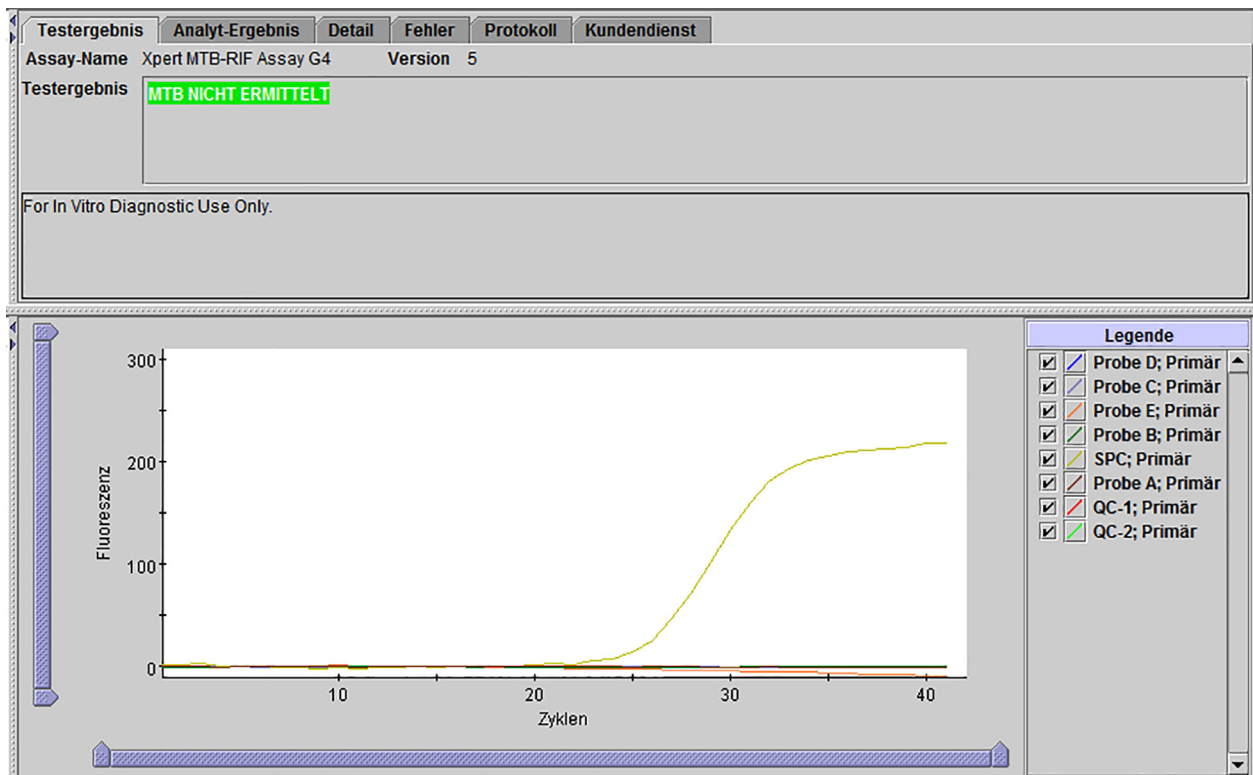 Testergebnis Analyt-Ergebnis Detail Fehler Protokoll Kundendienst
Assay-Name Xpert MTB-RIF Assay G4 Version 5
Testergebnis MTB NICHT ERMITTELT
For In Vitro Diagnostic Use Only.
Legende
Probe D; Primär
Probe C; Primär
Probe E; Primär
Probe B; Primär
SPC; Primär
Probe A; Primär
QC-1; Primär
QC-2; Primär
Fluoreszenz
300
200
100
0
10 20 30 40
Zyklen